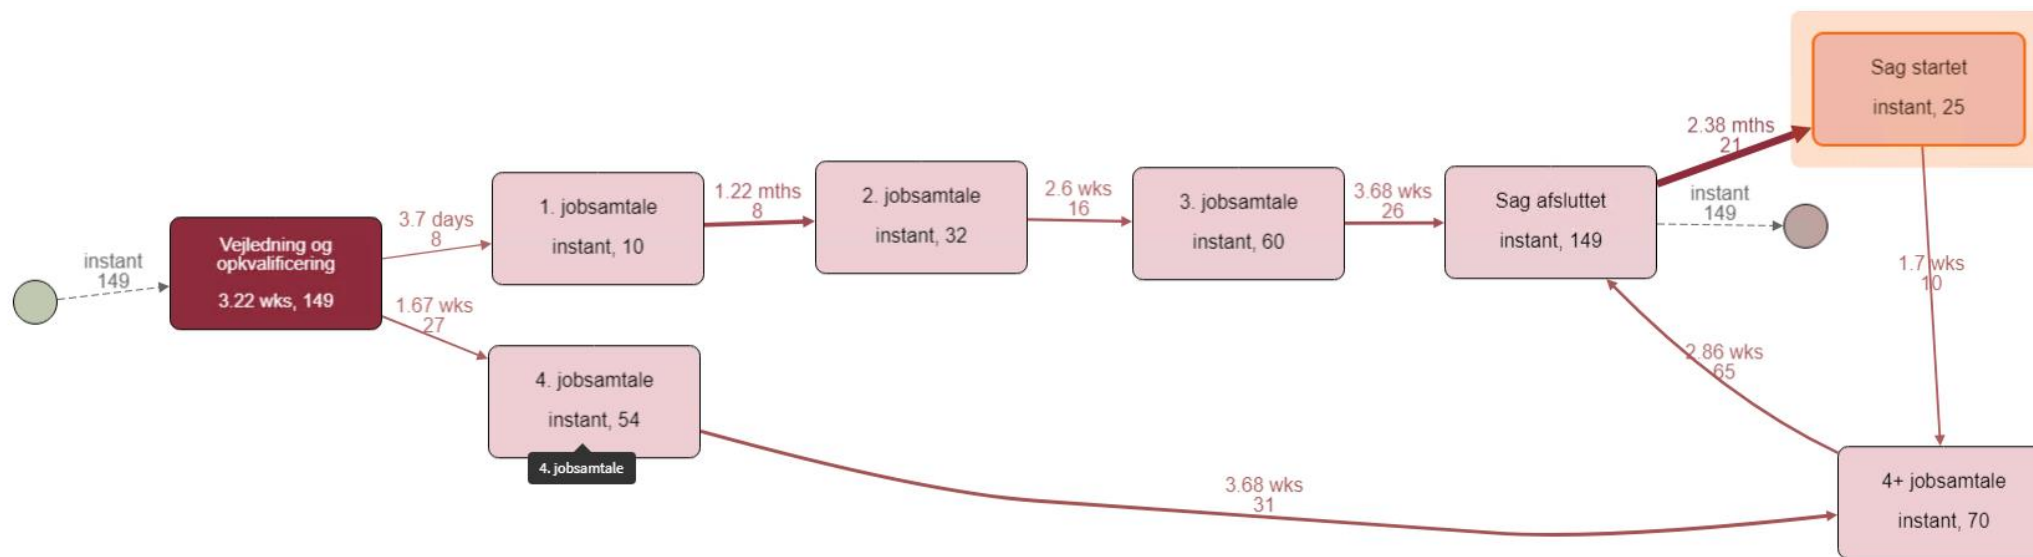 instant
149
Vejledning og
opkvalificering
3.22 wks, 149
3.7 days
8
1.67 wks
27
1. jobsamtale
instant, 10
1.22 mths
8
2. jobsamtale
instant, 32
2.6 wks
16
3. jobsamtale
instant, 60
3.68 wks
26
Sag afsluttet
instant, 149
2.38 mths
21
instant
149
Sag startet
instant, 25
1.7 wks
10
4. jobsamtale
instant, 54
4. jobsamtale
3.68 wks
31
2.86 wks
65
4+ jobsamtale
instant, 70